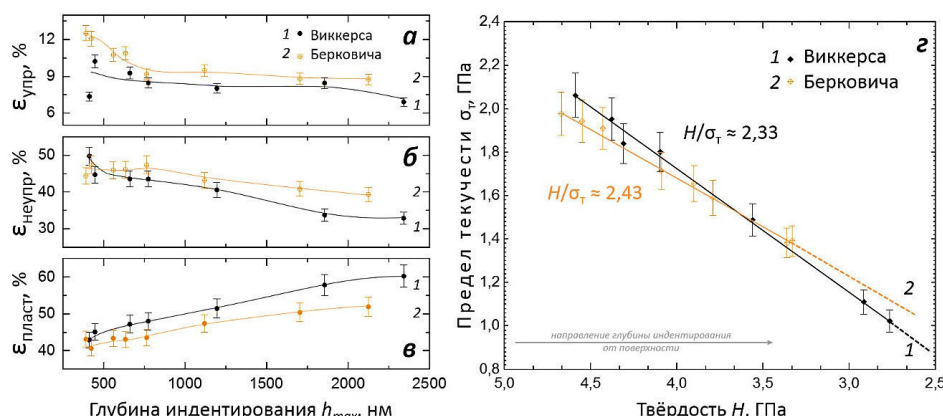 12
9
6
ε упр, %
1 Виккерса
2 Берковича
а
2
1
50
40
30
ε неупр, %
б
2
1
60
50
40
ε пласт, %
1
2
в
500 1000 1500 2000 2500
Глубина индентирования h max, нм
2,4
2,2
2,0
1,8
1,6
1,4
1,2
1,0
0,8
Предел текучести σт, ГПа
г
1 Виккерса
2 Берковича
H/σт ≈ 2,33
H/σт ≈ 2,43
2
1
направление глубины индентирования
от поверхности
5,0 4,5 4,0 3,5 3,0 2,5
Твёрдость H, ГПа